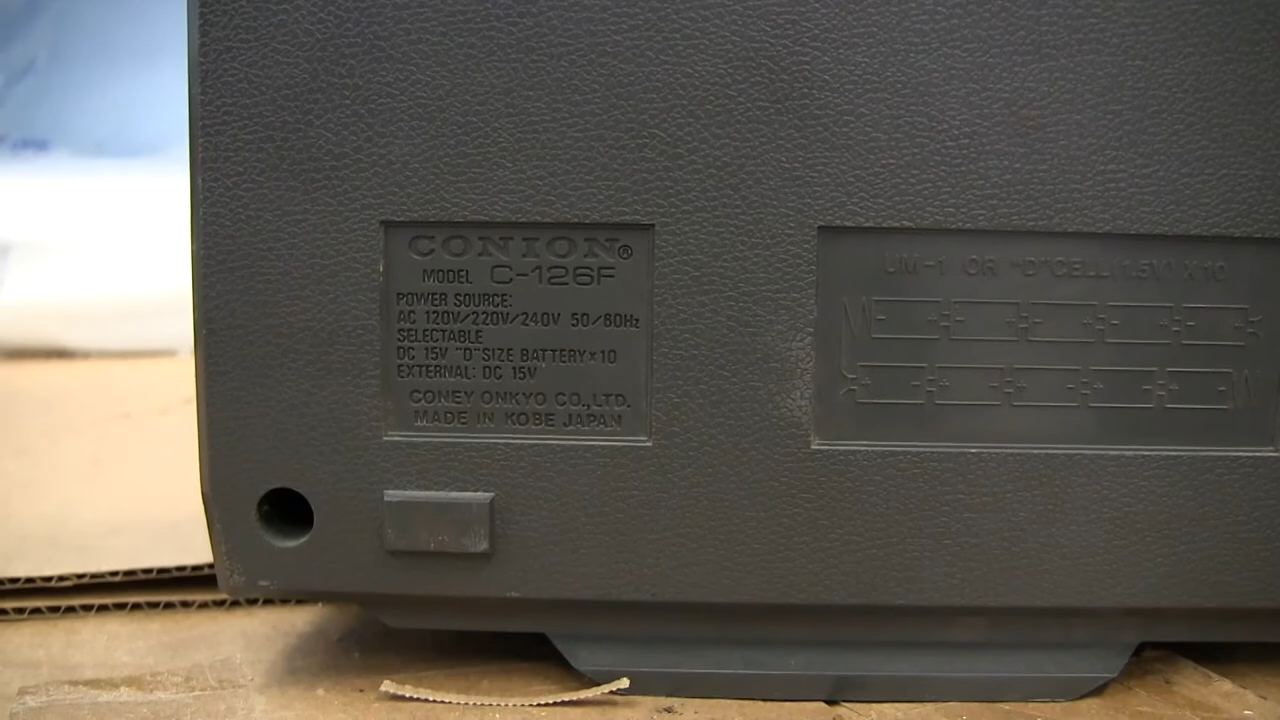 CONION®
MODEL C-126F
POWER SOURCE:
AC 120V/220V/240V 50/60Hz
SELECTABLE
DC 15V "D"SIZE BATTERY×10
EXTERNAL: DC 15V
CONEY ONKYO CO.,LTD.
MADE IN KOBE JAPAN
UM-1 OR "D"CELL(1.5V)X10